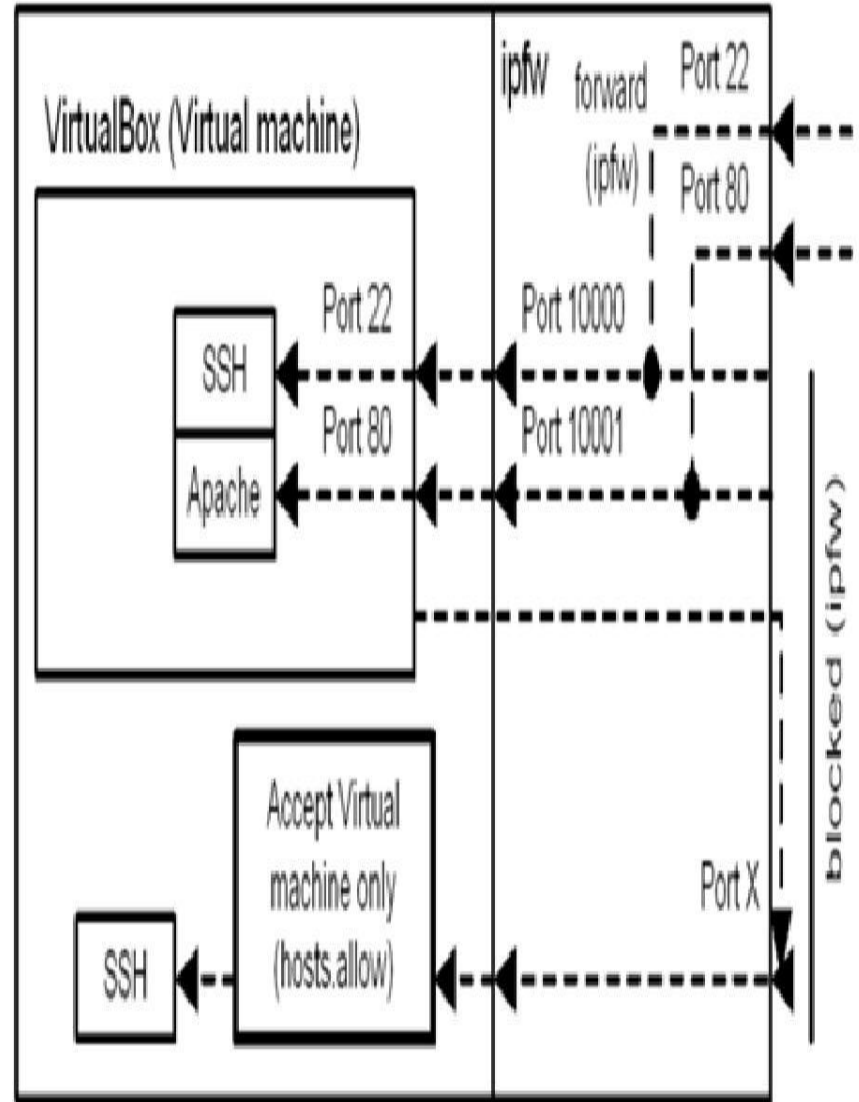 ipfw
forward
(ipfw)
Port 22
Port 80
VirtualBox (Virtual machine)
Port 22
SSH
Port 10000
Port 80
Apache
Port 10001
blocked (ipfw)
Accept Virtual
machine only
(hosts.allow)
Port X
SSH